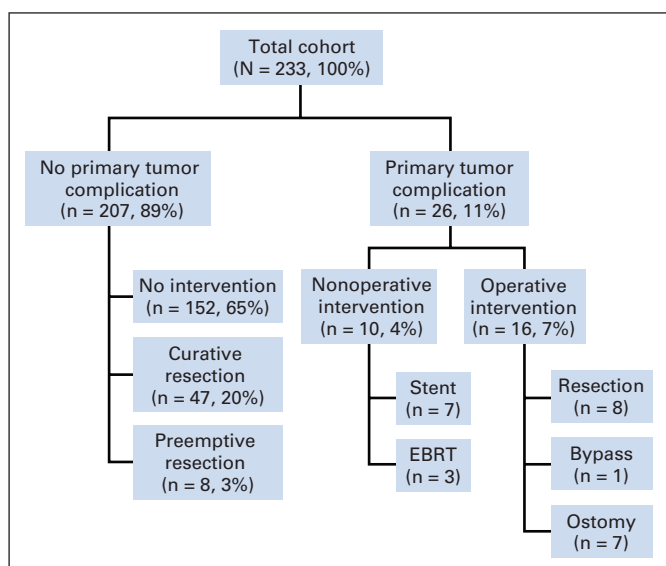 Total cohort
(N = 233, 100%)
No primary tumor
complication
(n = 207, 89%)
Primary tumor
complication
(n = 26, 11%)
No intervention
(n = 152, 65%)
Curative
resection
(n = 47, 20%)
Preemptive
resection
(n = 8, 3%)
Nonoperative
intervention
(n = 10, 4%)
Stent
(n = 7)
EBRT
(n = 3)
Operative
intervention
(n = 16, 7%)
Resection
(n = 8)
Bypass
(n = 1)
Ostomy
(n = 7)